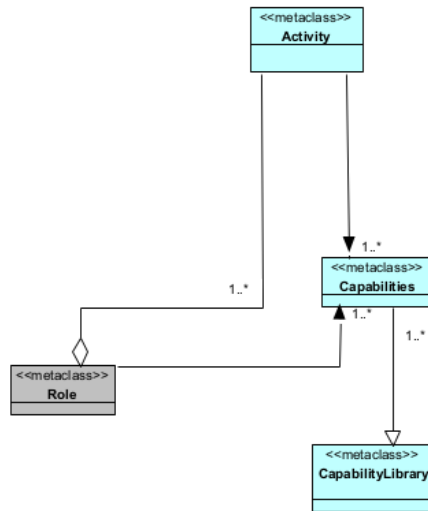 <<metaclass>>
Activity
1..*
<<metaclass>>
Capabilities
1..*
1..*
1..*
<<metaclass>>
Role
<<metaclass>>
CapabilityLibrary